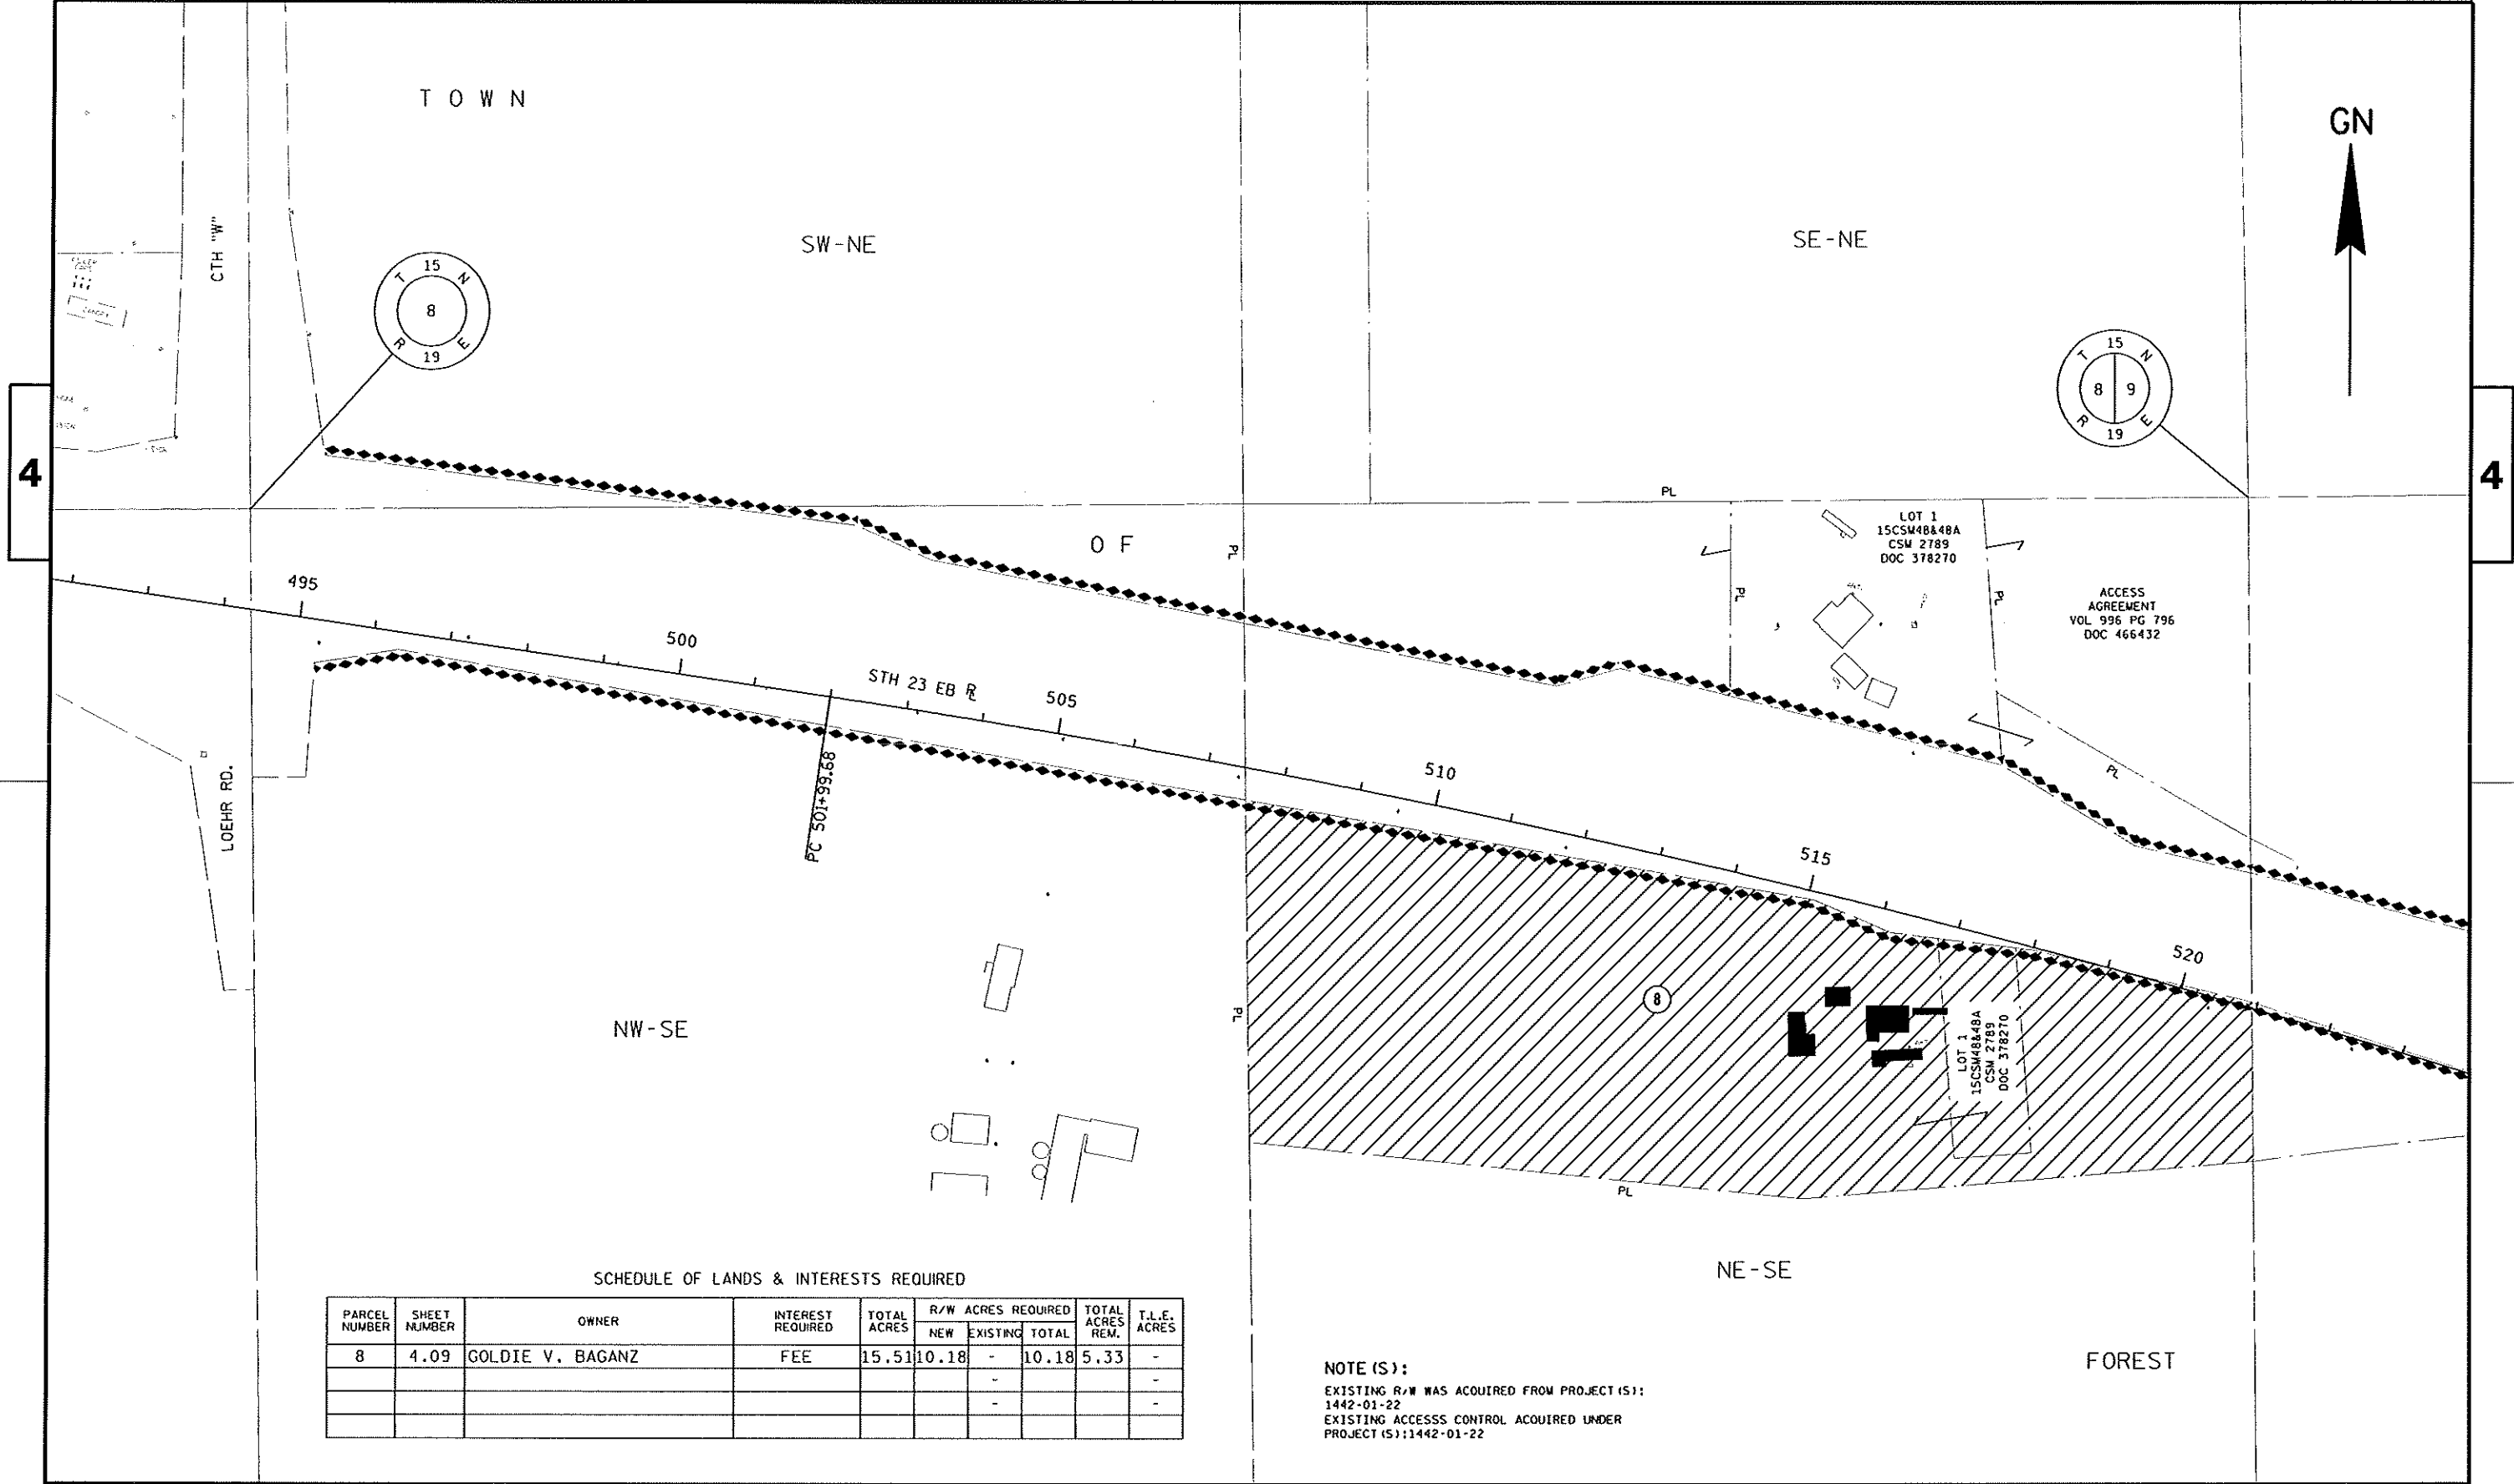 TOWN
GN
CTH "W"
SW-NE
SE-NE
T 15 N
8
R 19 E
T 15 N
8 9
R 19 E
4
4
PL
LOT 1
15CSM48&48A
CSM 2789
DOC 378270
OF
PL
PL
PL
ACCESS
AGREEMENT
VOL 996 PG 796
DOC 466432
495
500
STH 23 EB RL
505
510
515
520
PL
LOEHR RD.
PC 501+99.68
8
PL
LOT 1
15CSM48&48A
CSM 2789
DOC 378270
NW-SE
PL
NE-SE
FOREST
SCHEDULE OF LANDS & INTERESTS REQUIRED
PARCEL NUMBER SHEET NUMBER OWNER INTEREST REQUIRED TOTAL ACRES R/W ACRES REQUIRED TOTAL ACRES REM. T.L.E. ACRES
NEW EXISTING TOTAL
8 4.09 GOLDIE V. BAGANZ FEE 15.51 10.18 - 10.18 5.33 -
- -
- -
NOTE(S):
EXISTING R/W WAS ACQUIRED FROM PROJECT(S):
1442-01-22
EXISTING ACCESSS CONTROL ACQUIRED UNDER
PROJECT(S):1442-01-22